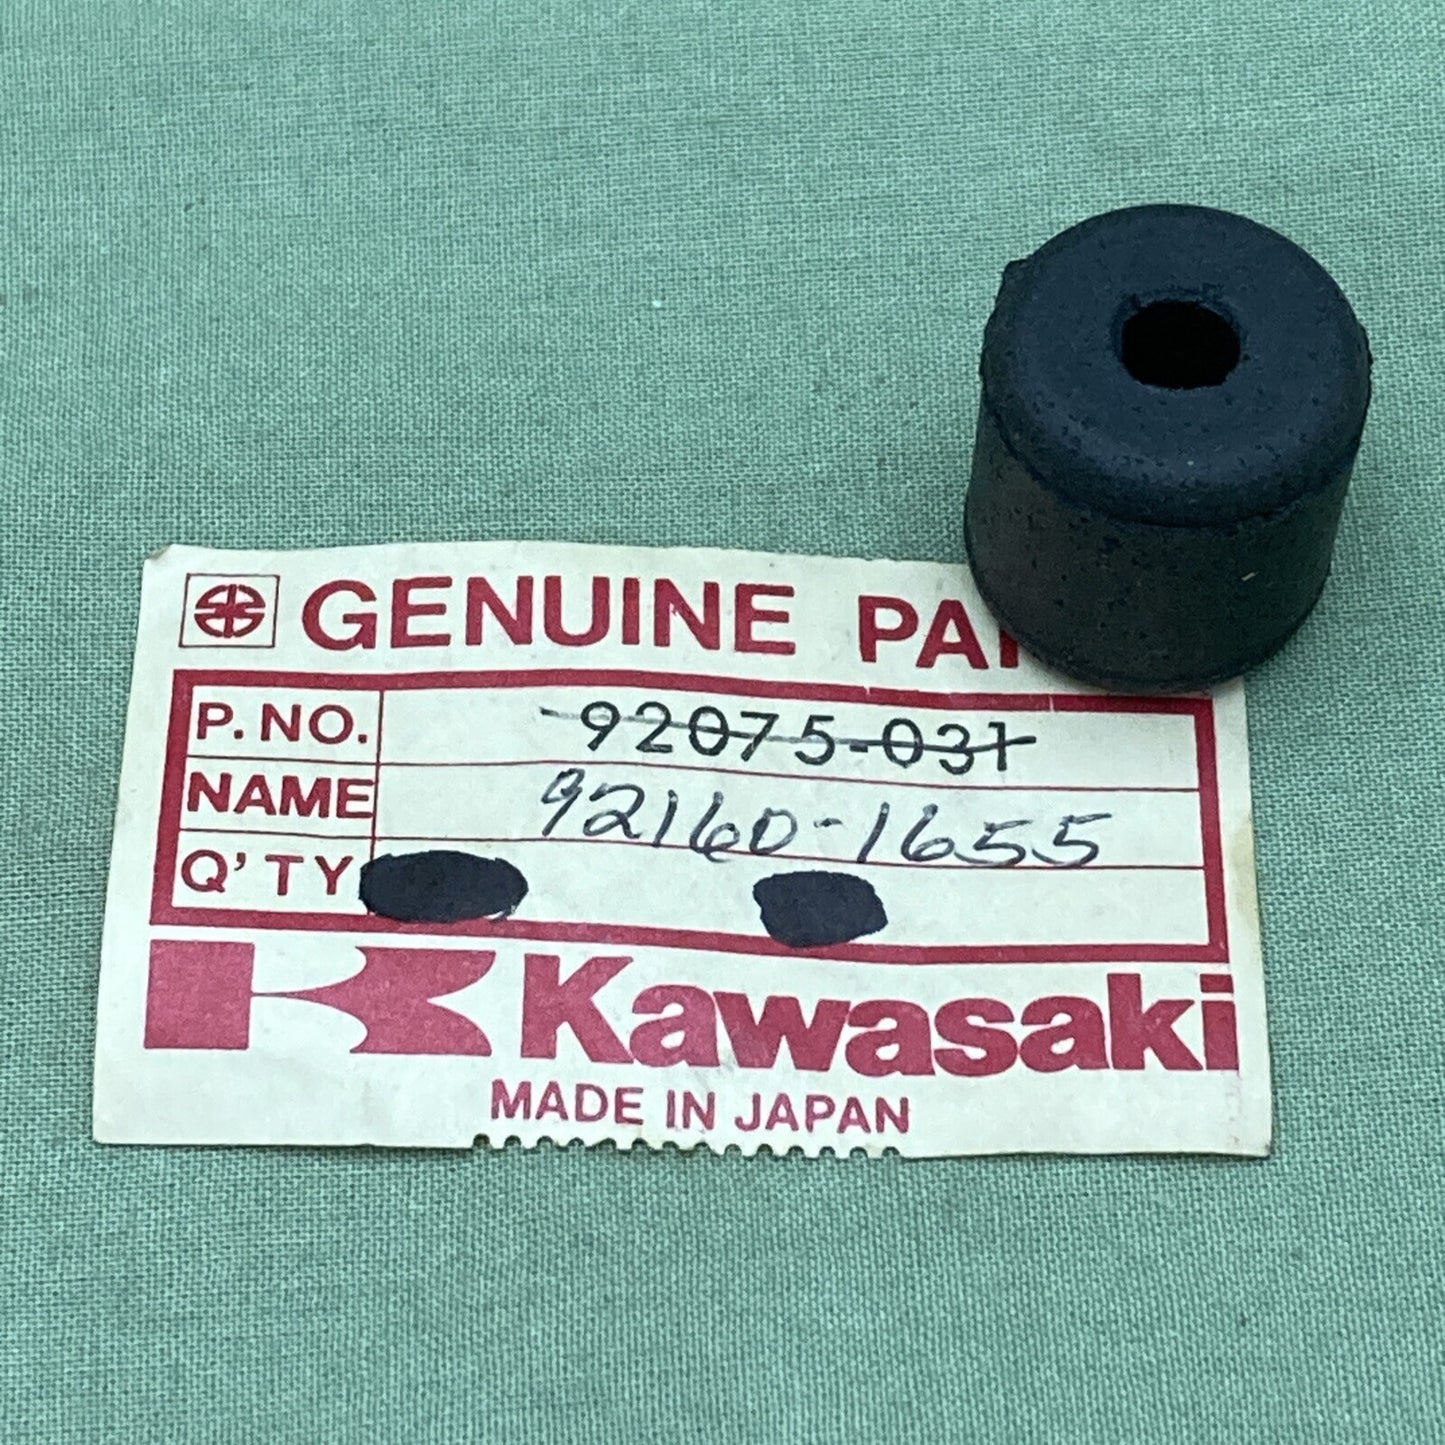 GENUINE PA
P.NO. 92075-031
NAME 92160-1655
Q'TY
Kawasaki
MADE IN JAPAN